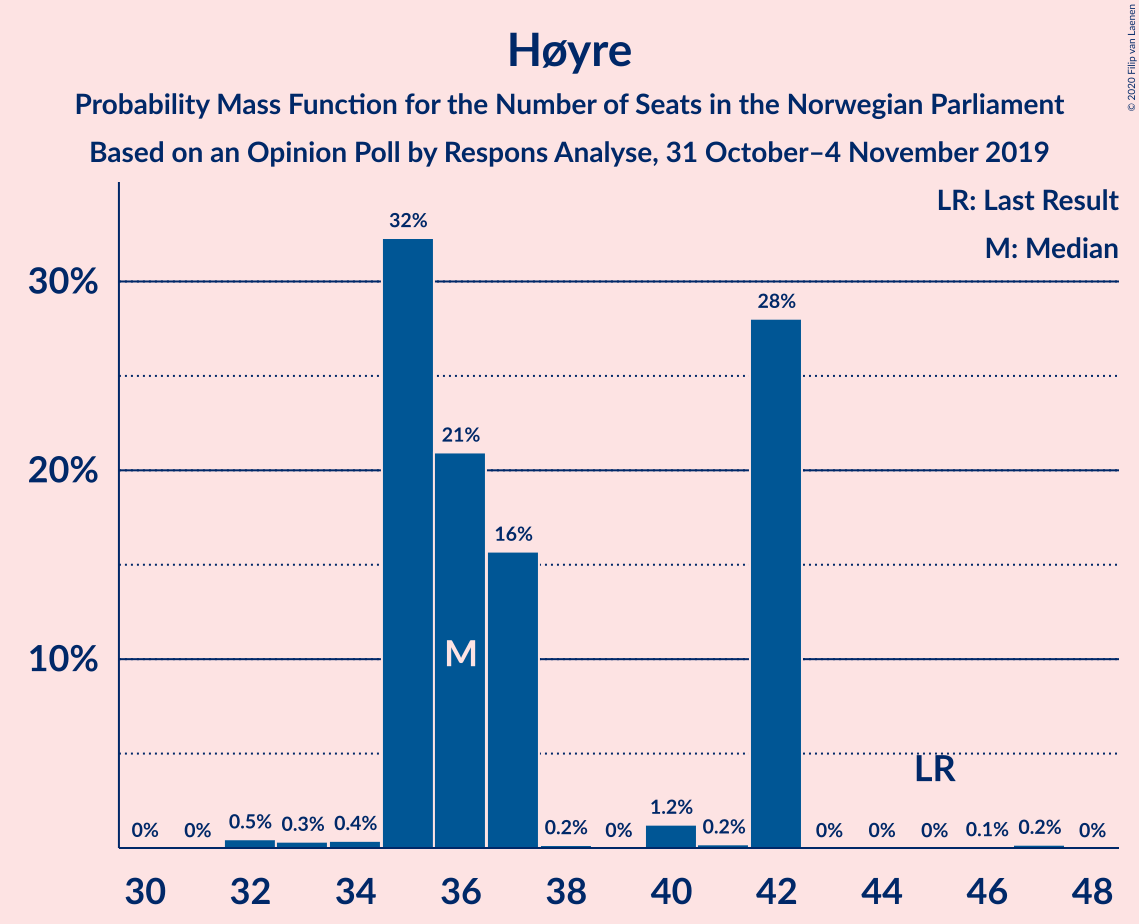 Høyre
Probability Mass Function for the Number of Seats in the Norwegian Parliament
Based on an Opinion Poll by Respons Analyse, 31 October–4 November 2019
© 2020 Filip van Laenen
LR: Last Result
M: Median
30%
20%
10%
0%
0%
0.5%
0.3%
0.4%
32%
21%
16%
0.2%
0%
1.2%
0.2%
28%
0%
0%
0%
0.1%
0.2%
0%
M
LR
30 32 34 36 38 40 42 44 46 48